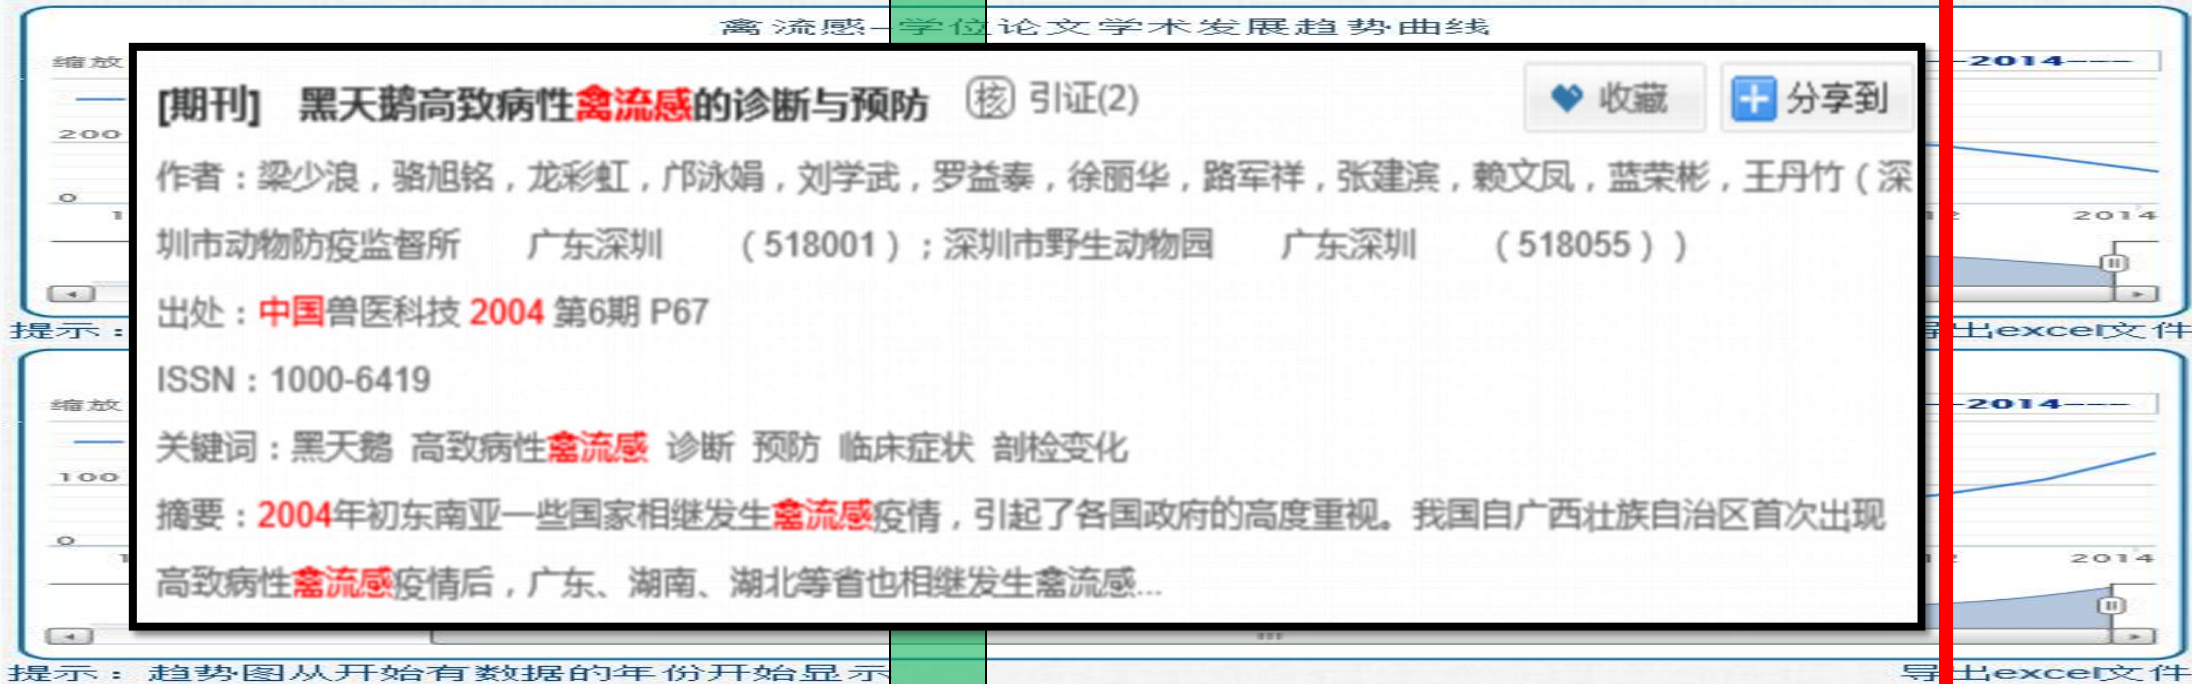 禽流感-学位论文学术发展趋势曲线
缩放
2014---
200
0
2014
提示：
导出excel文件
[期刊] 黑天鹅高致病性禽流感的诊断与预防 核 引证(2) 收藏 分享到
作者：梁少浪，骆旭铭，龙彩虹，邝泳娟，刘学武，罗益泰，徐丽华，路军祥，张建滨，赖文凤，蓝荣彬，王丹竹（深
圳市动物防疫监督所 广东深圳 （518001）；深圳市野生动物园 广东深圳 （518055））
出处：中国兽医科技 2004 第6期 P67
ISSN：1000-6419
关键词：黑天鹅 高致病性禽流感 诊断 预防 临床症状 剖检变化
摘要：2004年初东南亚一些国家相继发生禽流感疫情，引起了各国政府的高度重视。我国自广西壮族自治区首次出现
高致病性禽流感疫情后，广东、湖南、湖北等省也相继发生禽流感...
缩放
2014---
100
0
2014
提示：趋势图从开始有数据的年份开始显示
导出excel文件